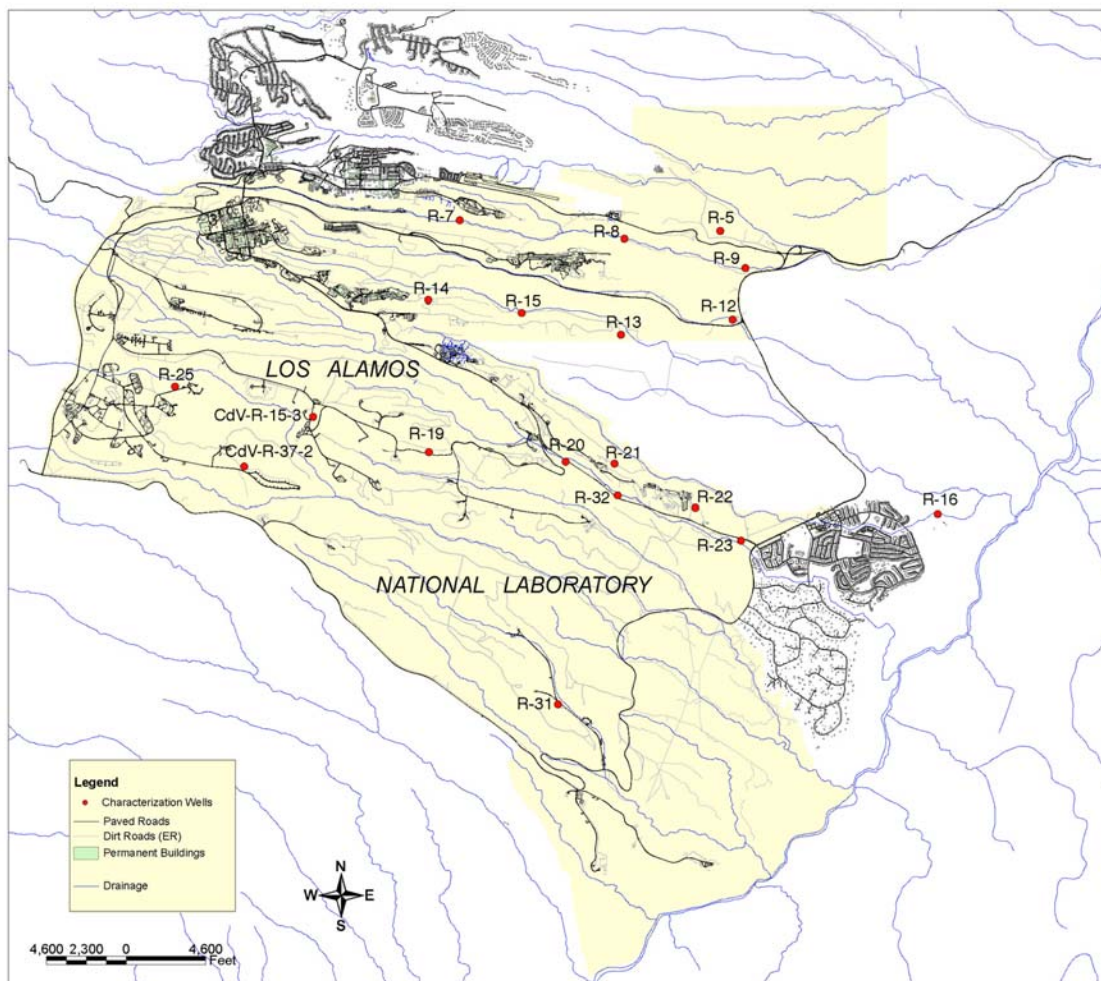 R-5
R-7
R-8
R-9
R-14
R-15
R-12
R-13
LOS ALAMOS
R-25
CdV-R-15-3
R-19
CdV-R-37-2
R-20
R-21
R-32
R-22
R-16
R-23
NATIONAL LABORATORY
R-31
Legend
Characterization Wells
Paved Roads
Dirt Roads (ER)
Permanent Buildings
Drainage
N
W E
S
4,600 2,300 0 4,600
Feet